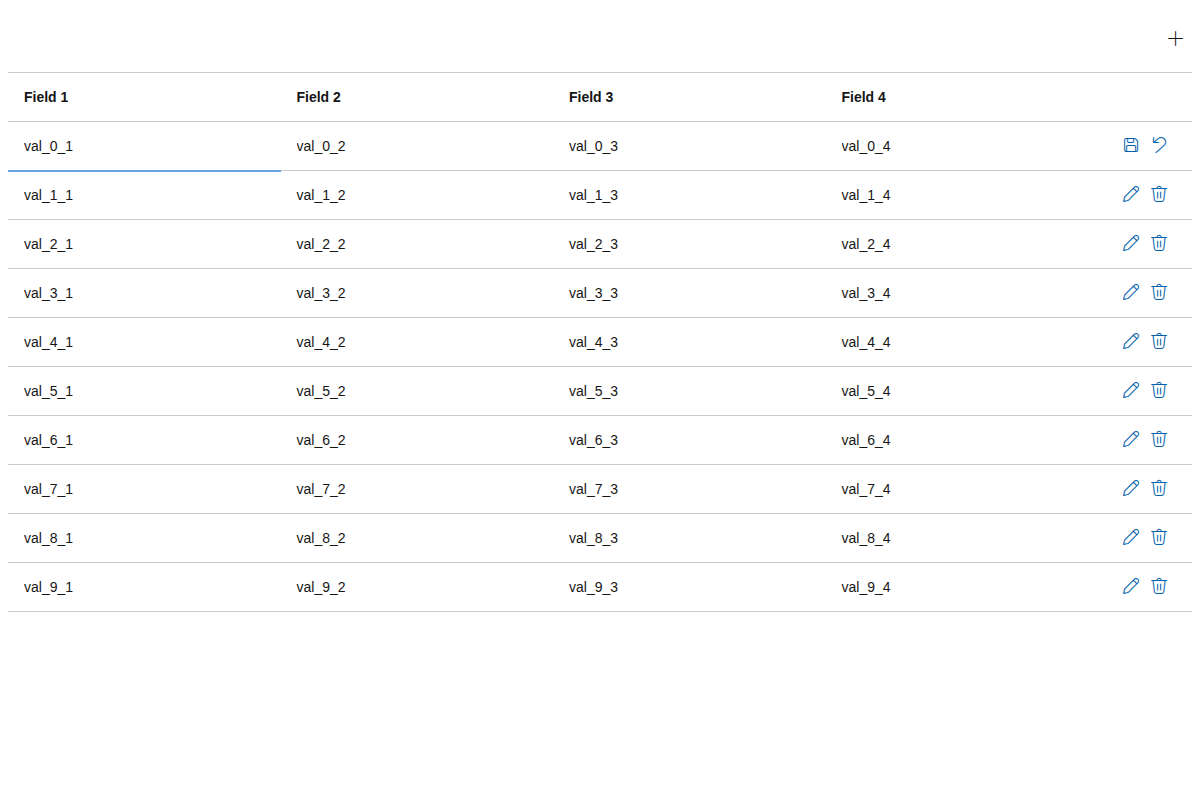 Field 1 Field 2 Field 3 Field 4
val_0_1 val_0_2 val_0_3 val_0_4
val_1_1 val_1_2 val_1_3 val_1_4
val_2_1 val_2_2 val_2_3 val_2_4
val_3_1 val_3_2 val_3_3 val_3_4
val_4_1 val_4_2 val_4_3 val_4_4
val_5_1 val_5_2 val_5_3 val_5_4
val_6_1 val_6_2 val_6_3 val_6_4
val_7_1 val_7_2 val_7_3 val_7_4
val_8_1 val_8_2 val_8_3 val_8_4
val_9_1 val_9_2 val_9_3 val_9_4